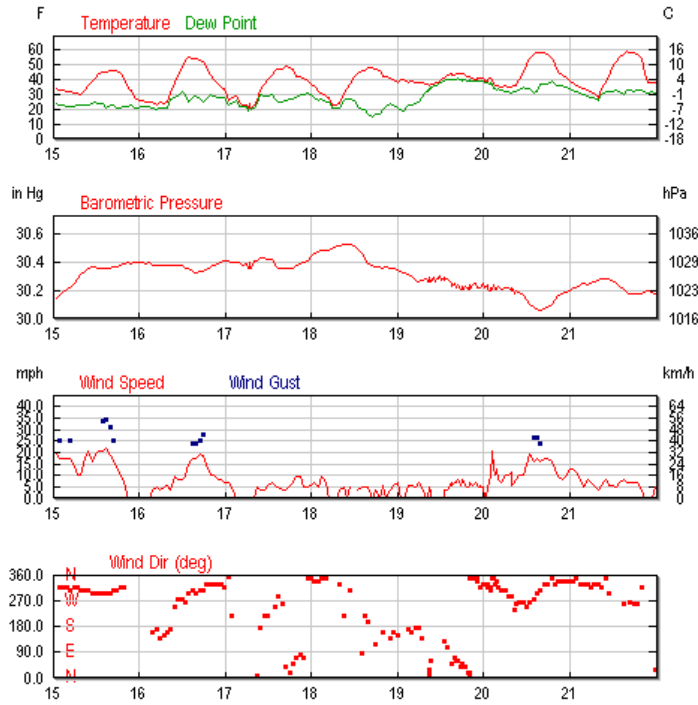 F C
Temperature Dew Point
60 16
50 10
40 4
30 -1
20 -7
10 -12
0 -18
15 16 17 18 19 20 21
in Hg hPa
Barometric Pressure
30.6 1036
30.4 1029
30.2 1023
30.0 1016
15 16 17 18 19 20 21
mph km/h
Wind Speed Wind Gust
40.0 64
35.0 56
30.0 48
25.0 40
20.0 32
15.0 24
10.0 16
5.0 8
0.0 0
15 16 17 18 19 20 21
Wind Dir (deg)
360.0 N
270.0 W
180.0 S
90.0 E
0.0 N
15 16 17 18 19 20 21